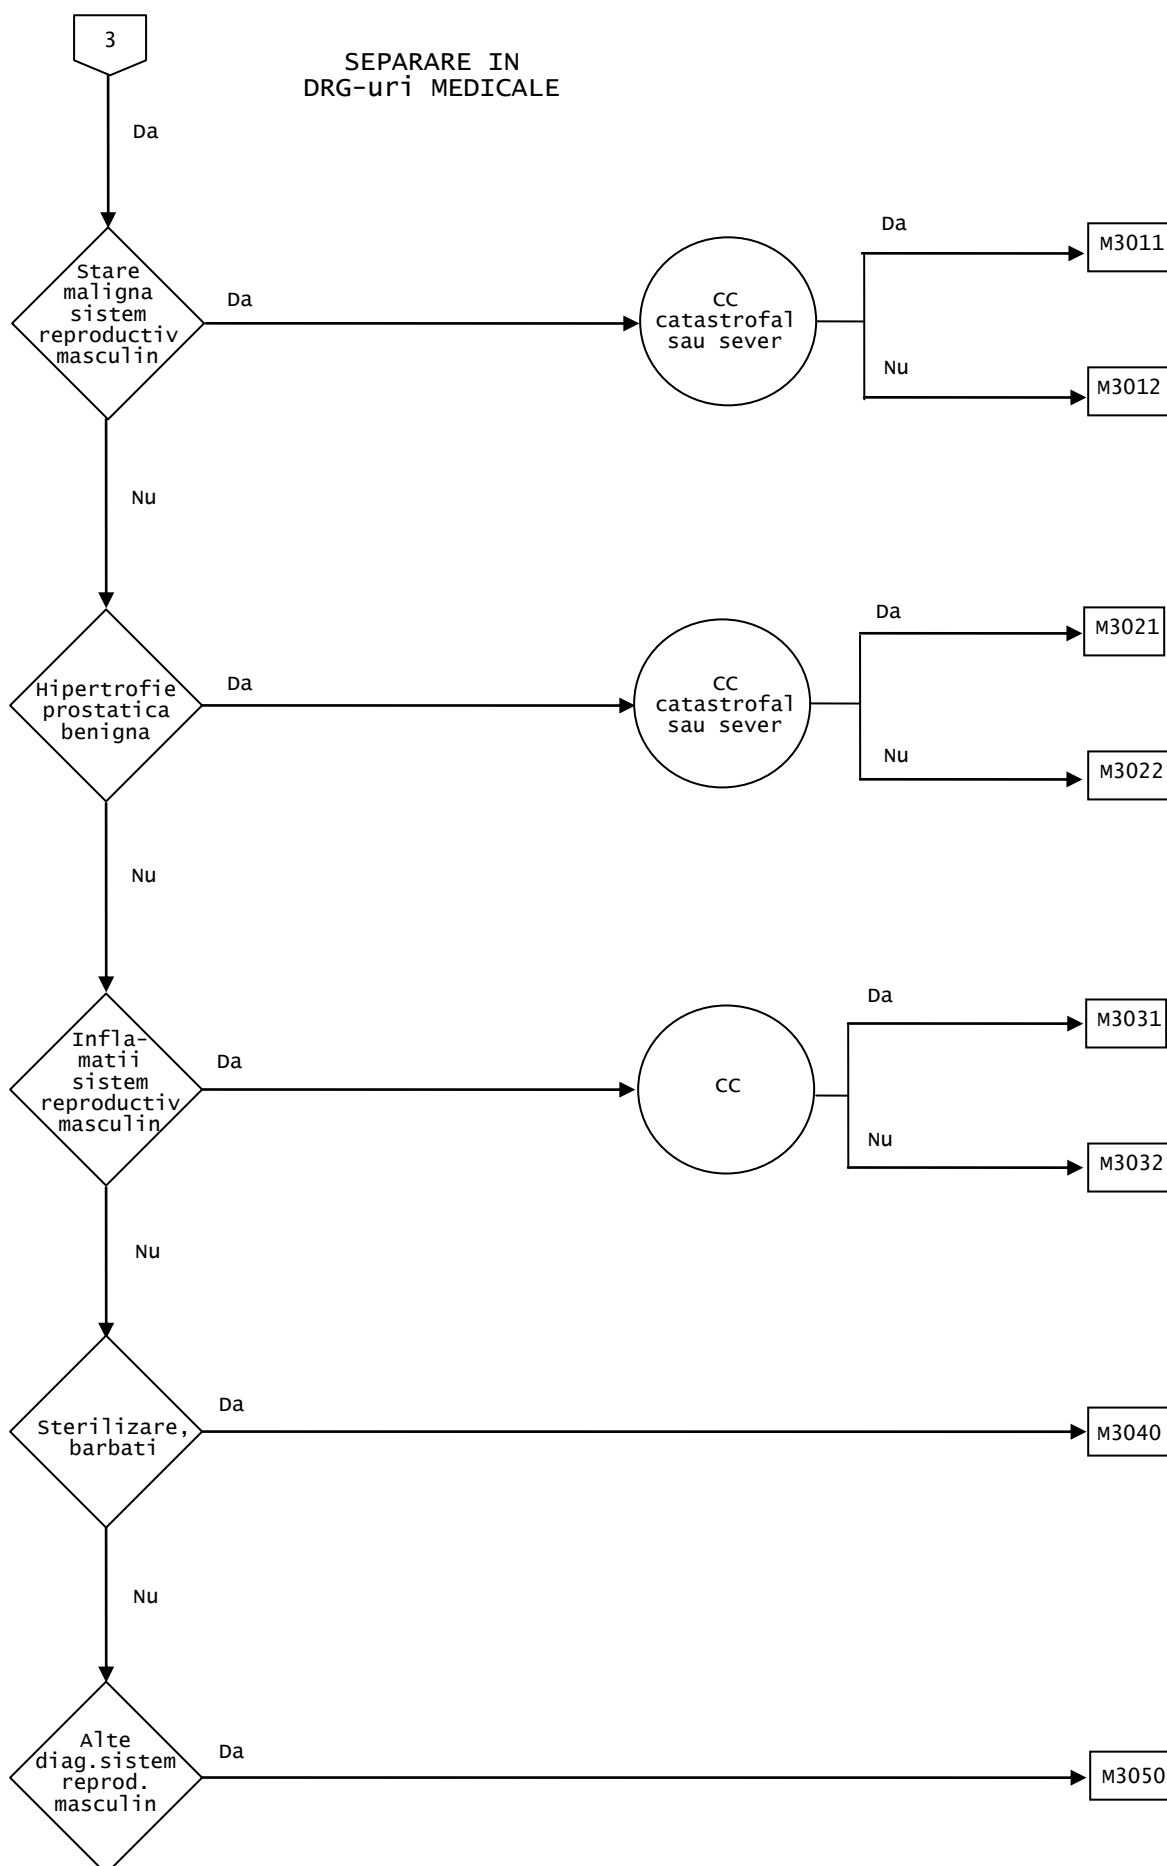 3
SEPARARE IN
DRG-uri MEDICALE
Da
Stare
maligna
sistem
reproductiv
masculin
Da
CC
catastrofal
sau sever
Da
M3011
Nu
M3012
Nu
Hipertrofie
prostatica
benigna
Da
CC
catastrofal
sau sever
Da
M3021
Nu
M3022
Nu
Infla-
matii
sistem
reproductiv
masculin
Da
CC
Da
M3031
Nu
M3032
Nu
Sterilizare,
barbati
Da
M3040
Nu
Alte
diag.sistem
reprod.
masculin
Da
M3050